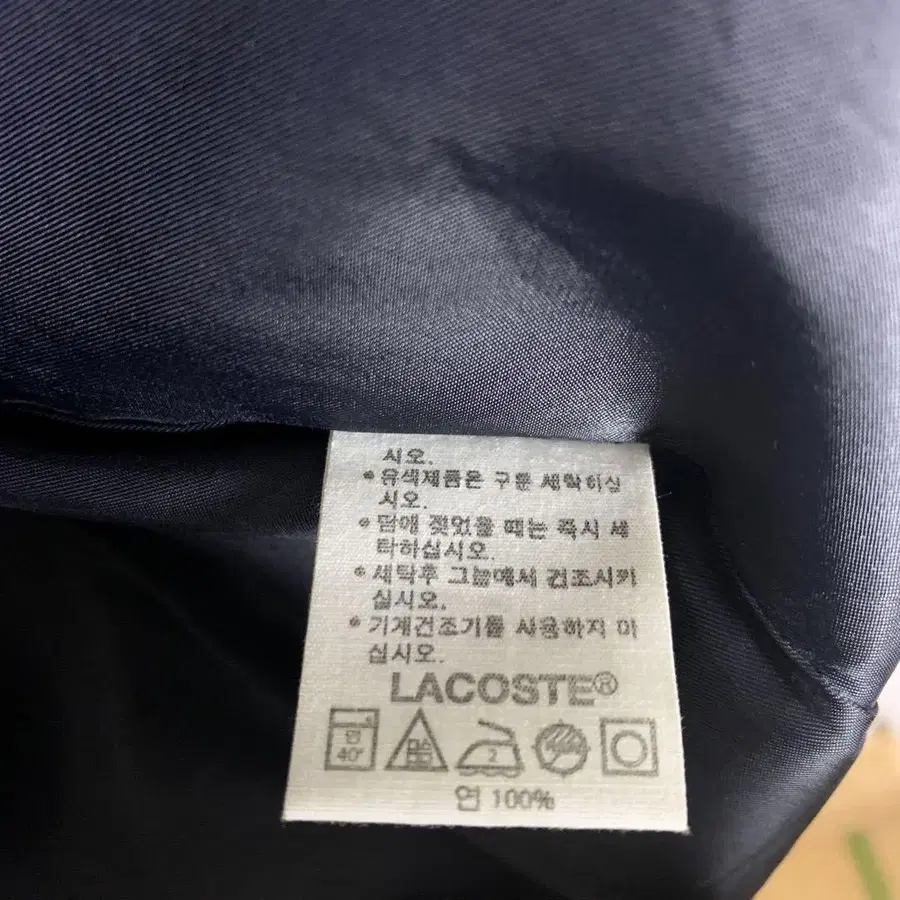 시오.
• 유색제품은 구분 세탁하십
시오.
• 땀에 젖었을 때는 즉시 세
탁하십시오.
• 세탁후 그늘에서 건조시키
십시오.
• 기계건조기를 사용하지 마
십시오.
LACOSTE®
40° 2
면 100%